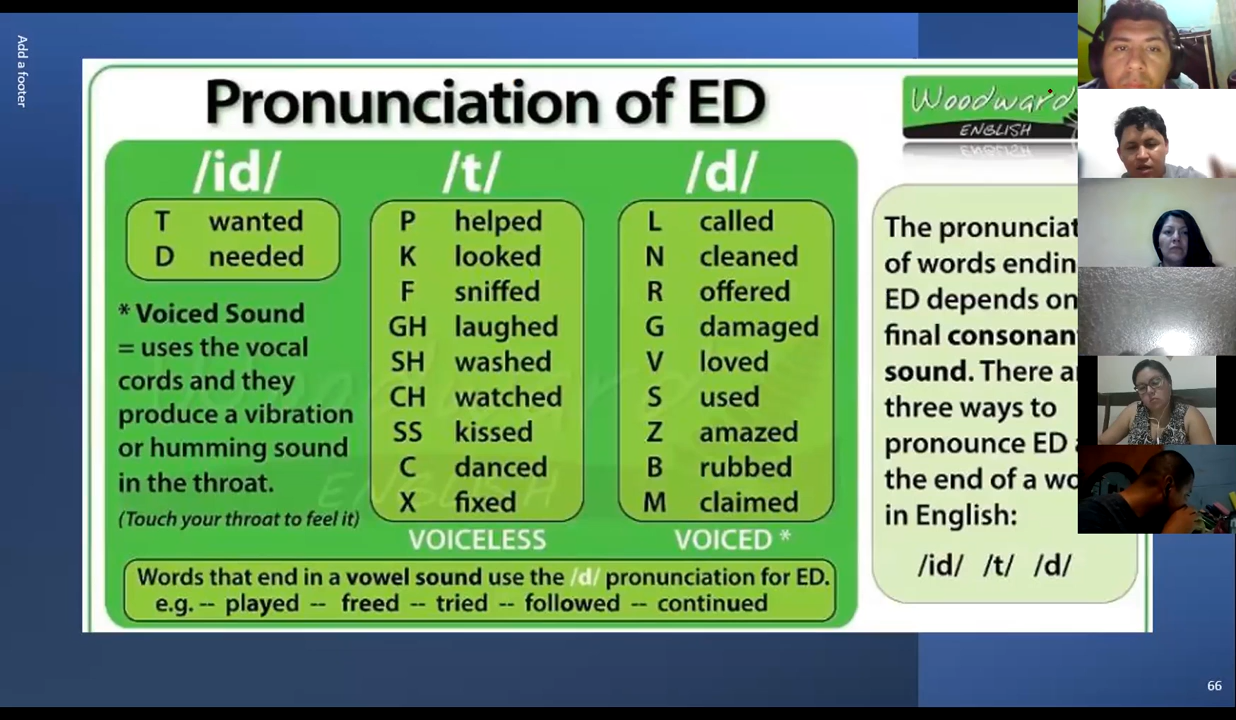 Add a footer
Pronunciation of ED
Woodward
ENGLISH
/id/ /t/ /d/
T wanted
D needed
* Voiced Sound
= uses the vocal
cords and they
produce a vibration
or humming sound
in the throat.
(Touch your throat to feel it)
P helped
K looked
F sniffed
GH laughed
SH washed
CH watched
SS kissed
C danced
X fixed
VOICELESS
L called
N cleaned
R offered
G damaged
V loved
S used
Z amazed
B rubbed
M claimed
VOICED *
Words that end in a vowel sound use the /d/ pronunciation for ED.
e.g. -- played -- freed -- tried -- followed -- continued
The pronunciat
of words endin
ED depends on
final consonan
sound. There a
three ways to
pronounce ED
the end of a wo
in English:
/id/ /t/ /d/
66